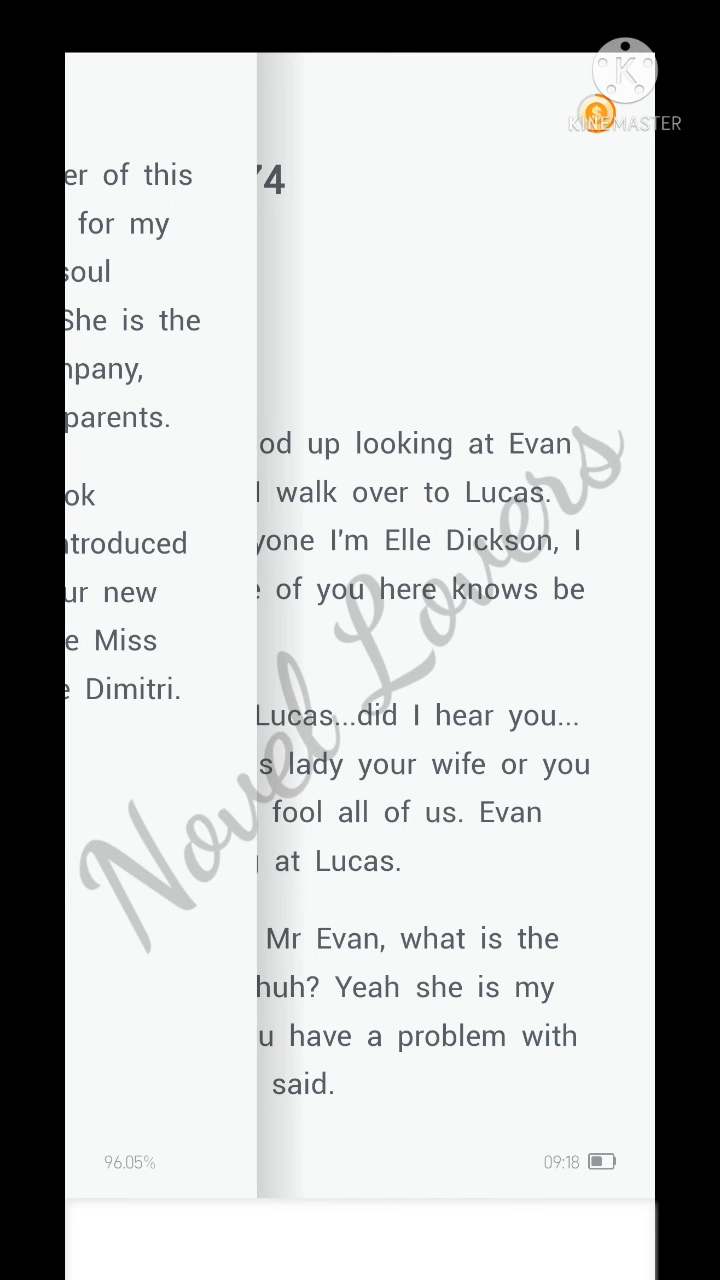 KINEMASTER
er of this
for my
soul
She is the
parents.
ok
ur new
e Miss
Dimitri.
74
od up looking at Evan
I walk over to Lucas.
yone I'm Elle Dickson, I
of you here knows be
Lucas...did I hear you...
s lady your wife or you
fool all of us. Evan
at Lucas.
Mr Evan, what is the
huh? Yeah she is my
u have a problem with
said.
Novel Lovers
96.05%
09:18